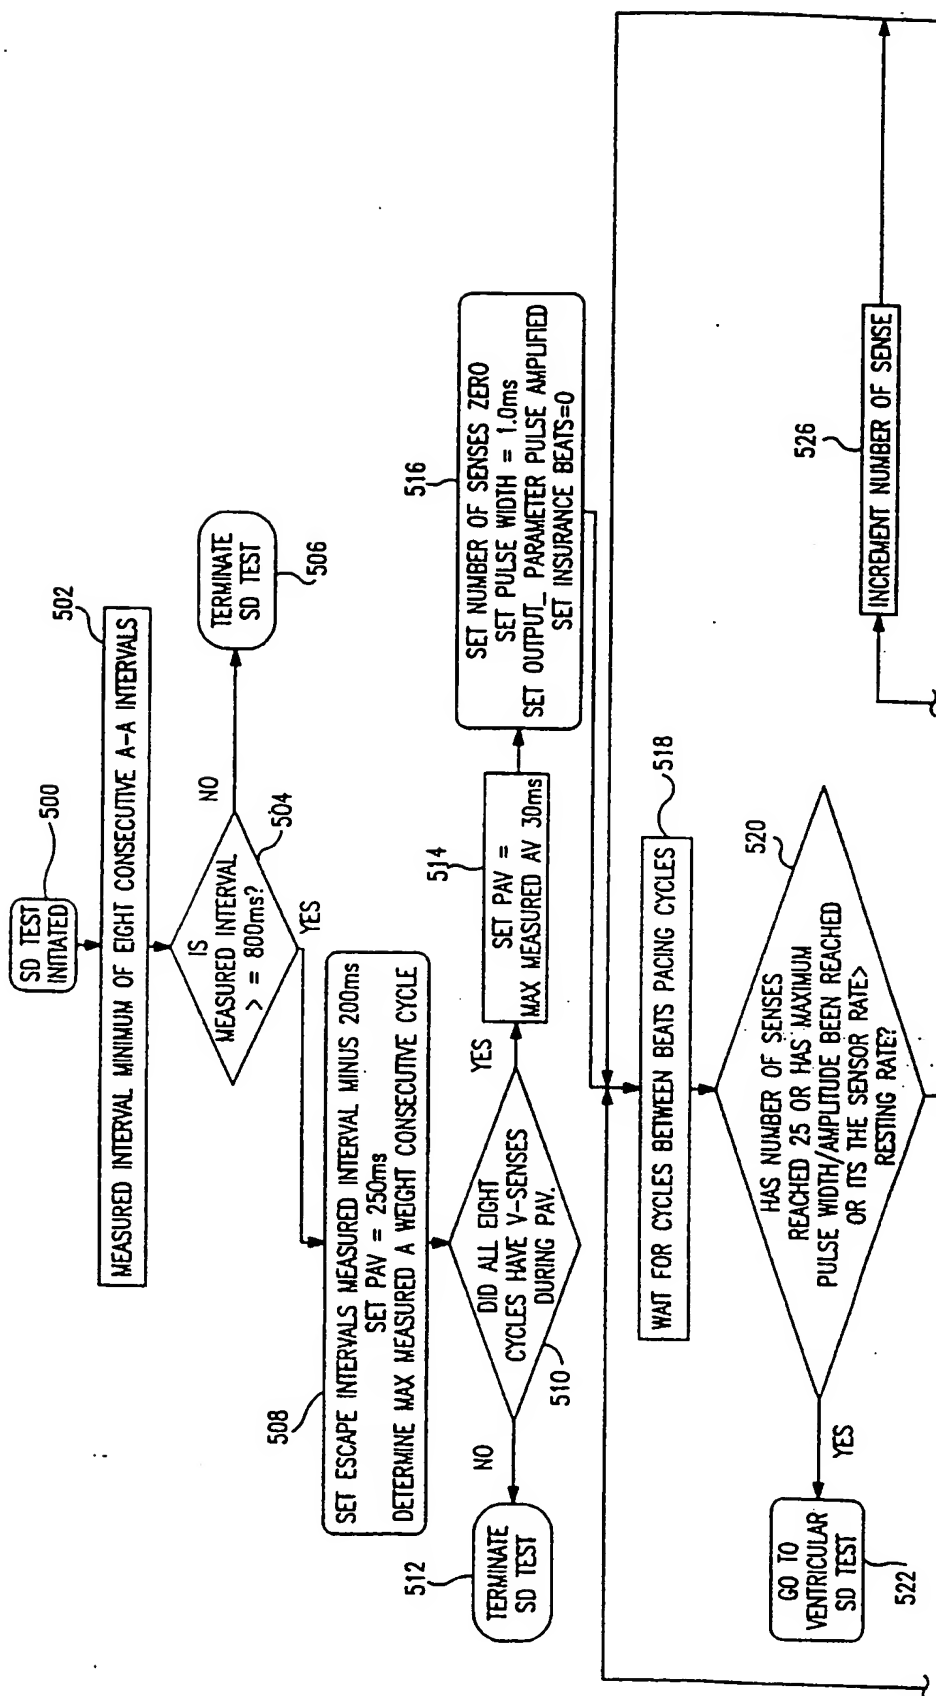 SD TEST
INITIATED
500
MEASURED INTERVAL MINIMUM OF EIGHT CONSECUTIVE A-A INTERVALS
502
IS
MEASURED INTERVAL
> = 800ms?
504
NO
TERMINATE
SD TEST
506
YES
SET ESCAPE INTERVALS MEASURED INTERVAL MINUS 200ms
SET PAV = 250ms
DETERMINE MAX MEASURED A WEIGHT CONSECUTIVE CYCLE
508
DID ALL EIGHT
CYCLES HAVE V-SENSES
DURING PAV.
510
NO
TERMINATE
SD TEST
512
YES
SET PAV =
MAX MEASURED AV 30ms
514
SET NUMBER OF SENSES ZERO
SET PULSE WIDTH = 1.0ms
SET OUTPUT_ PARAMETER PULSE AMPLIFIED
SET INSURANCE BEATS=0
516
WAIT FOR CYCLES BETWEEN BEATS PACING CYCLES
518
HAS NUMBER OF SENSES
REACHED 25 OR HAS MAXIMUM
PULSE WIDTH/AMPLITUDE BEEN REACHED
OR ITS THE SENSOR RATE>
RESTING RATE?
520
YES
GO TO
VENTRICULAR
SD TEST
522
INCREMENT NUMBER OF SENSE
526